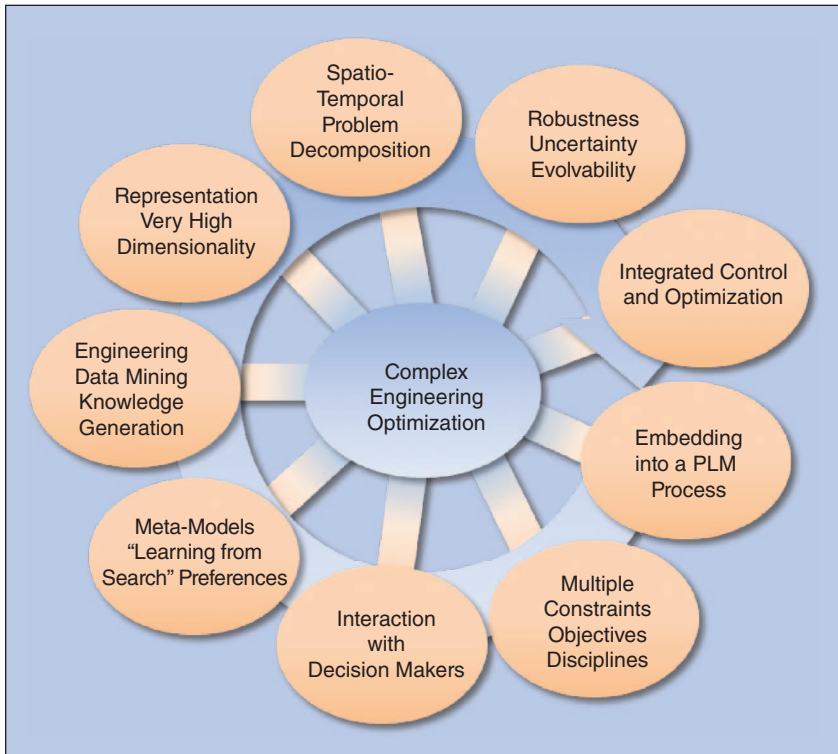 Spatio-
Temporal
Problem
Decomposition
Robustness
Uncertainty
Evolvability
Representation
Very High
Dimensionality
Integrated Control
and Optimization
Engineering
Data Mining
Knowledge
Generation
Complex
Engineering
Optimization
Embedding
into a PLM
Process
Meta-Models
“Learning from
Search” Preferences
Interaction
with
Decision Makers
Multiple
Constraints
Objectives
Disciplines